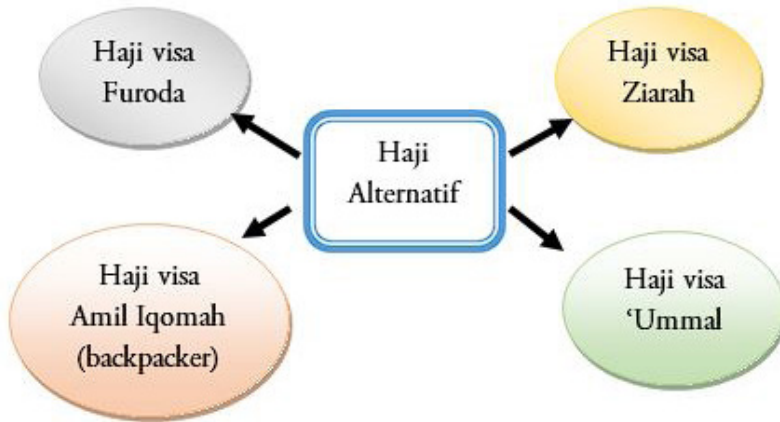 Haji visa
Furoda
Haji visa
Ziarah
Haji
Alternatif
Haji visa
Amil Iqomah
(backpacker)
Haji visa
‘Ummal